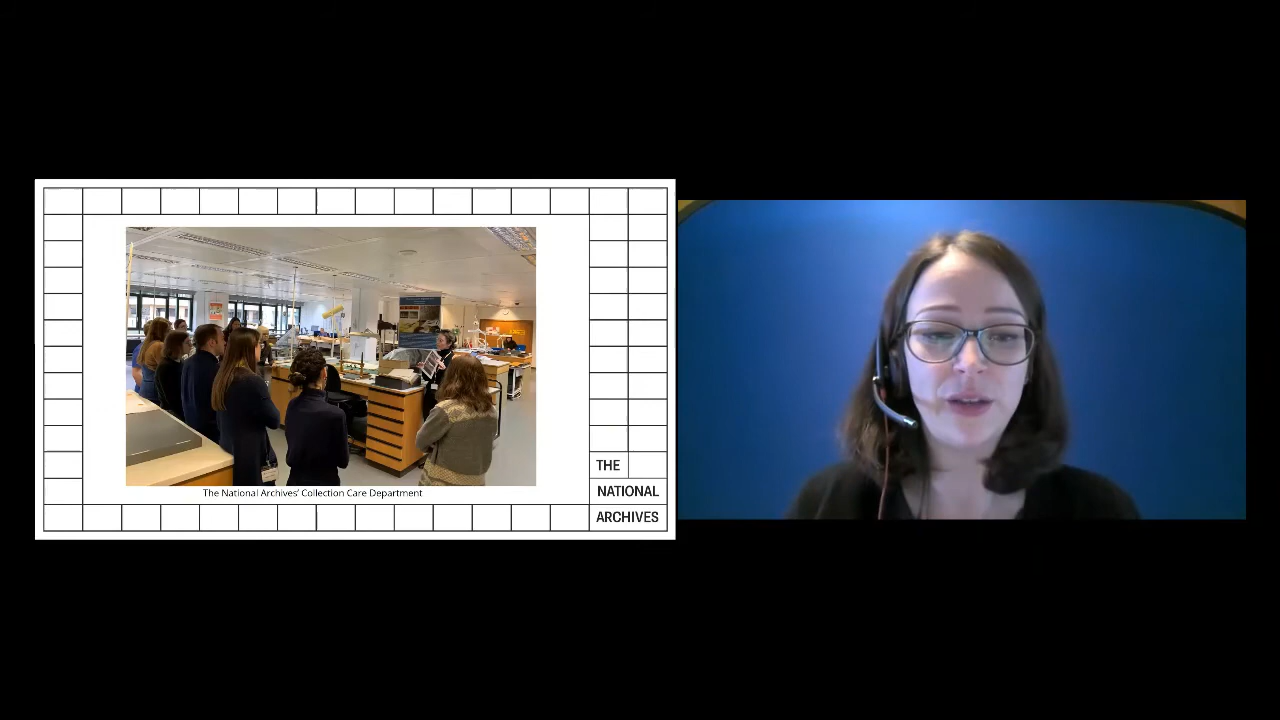 The National Archives' Collection Care Department
THE
NATIONAL
ARCHIVES